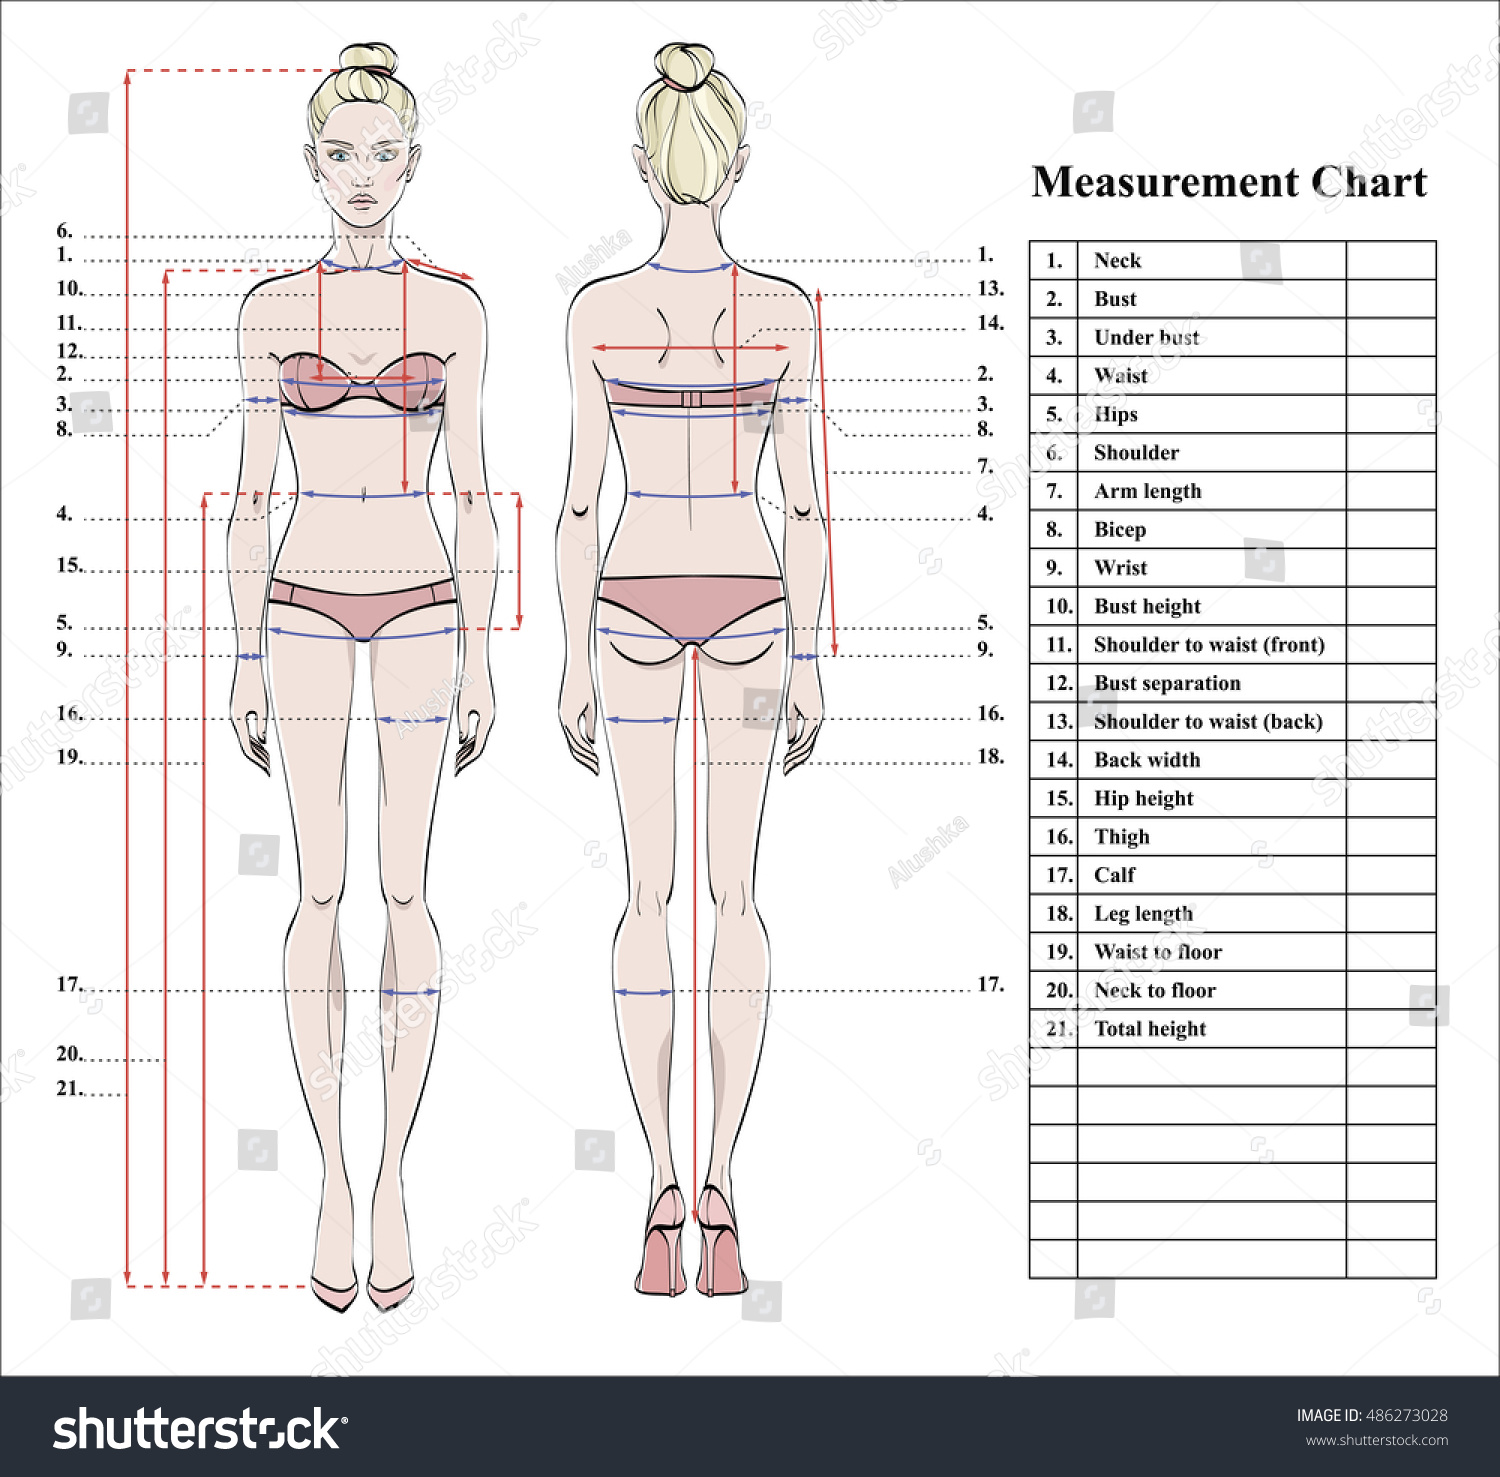 6.
1.
10.
11.
12.
2.
3.
8.
4.
15.
5.
9.
16.
19.
17.
20.
21.
1.
13.
14.
2.
3.
8.
7.
4.
5.
9.
16.
18.
17.
Measurement Chart
1. Neck
2. Bust
3. Under bust
4. Waist
5. Hips
6. Shoulder
7. Arm length
8. Bicep
9. Wrist
10. Bust height
11. Shoulder to waist (front)
12. Bust separation
13. Shoulder to waist (back)
14. Back width
15. Hip height
16. Thigh
17. Calf
18. Leg length
19. Waist to floor
20. Neck to floor
21. Total height
shutterstock
Alushka
Alushka
Alushka
shutterstock
IMAGE ID: 486273028
www.shutterstock.com